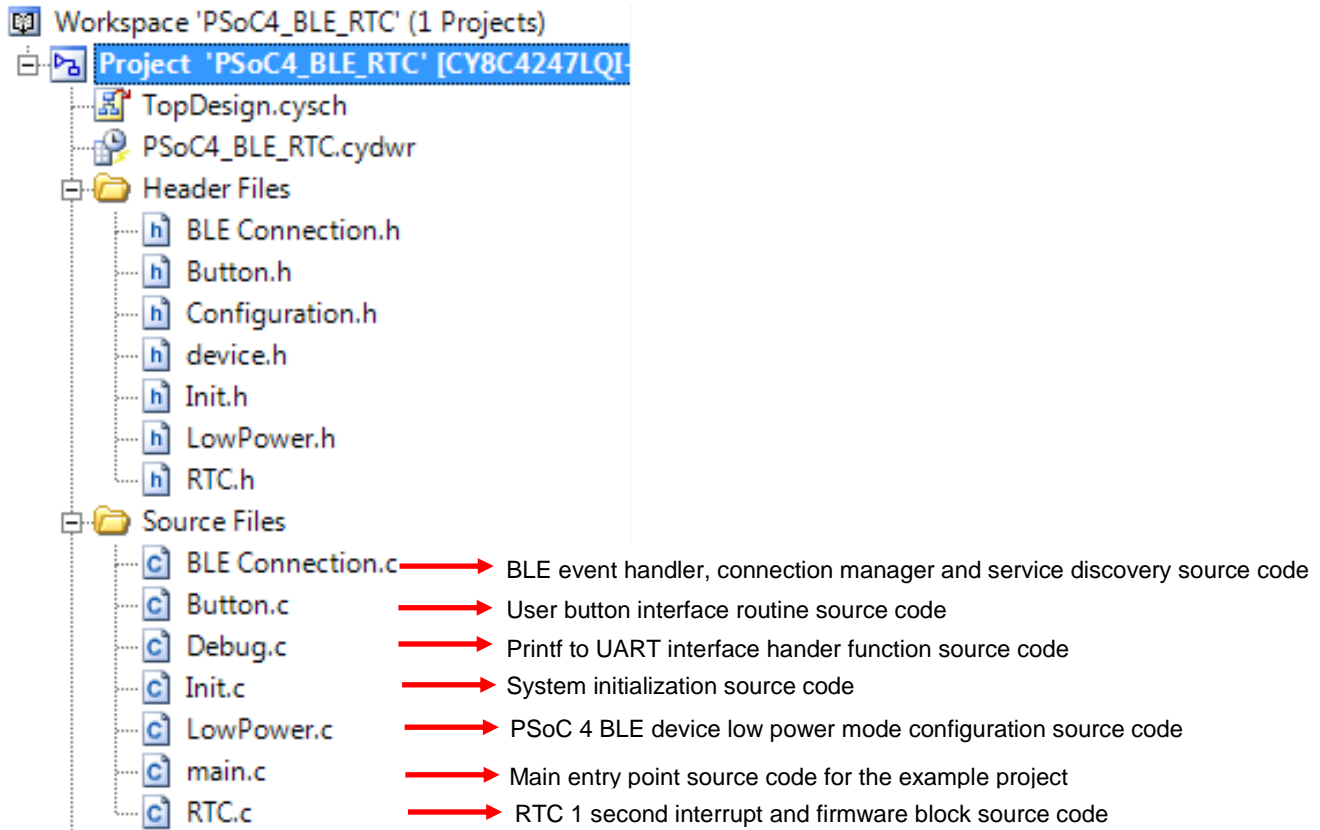 Workspace 'PSoC4_BLE_RTC' (1 Projects)
Project 'PSoC4_BLE_RTC' [CY8C4247LQI-
TopDesign.cysch
PSoC4_BLE_RTC.cydwr
Header Files
h BLE Connection.h
h Button.h
h Configuration.h
h device.h
h Init.h
h LowPower.h
h RTC.h
Source Files
c BLE Connection.c BLE event handler, connection manager and service discovery source code
c Button.c User button interface routine source code
c Debug.c Printf to UART interface hander function source code
c Init.c System initialization source code
c LowPower.c PSoC 4 BLE device low power mode configuration source code
c main.c Main entry point source code for the example project
c RTC.c RTC 1 second interrupt and firmware block source code